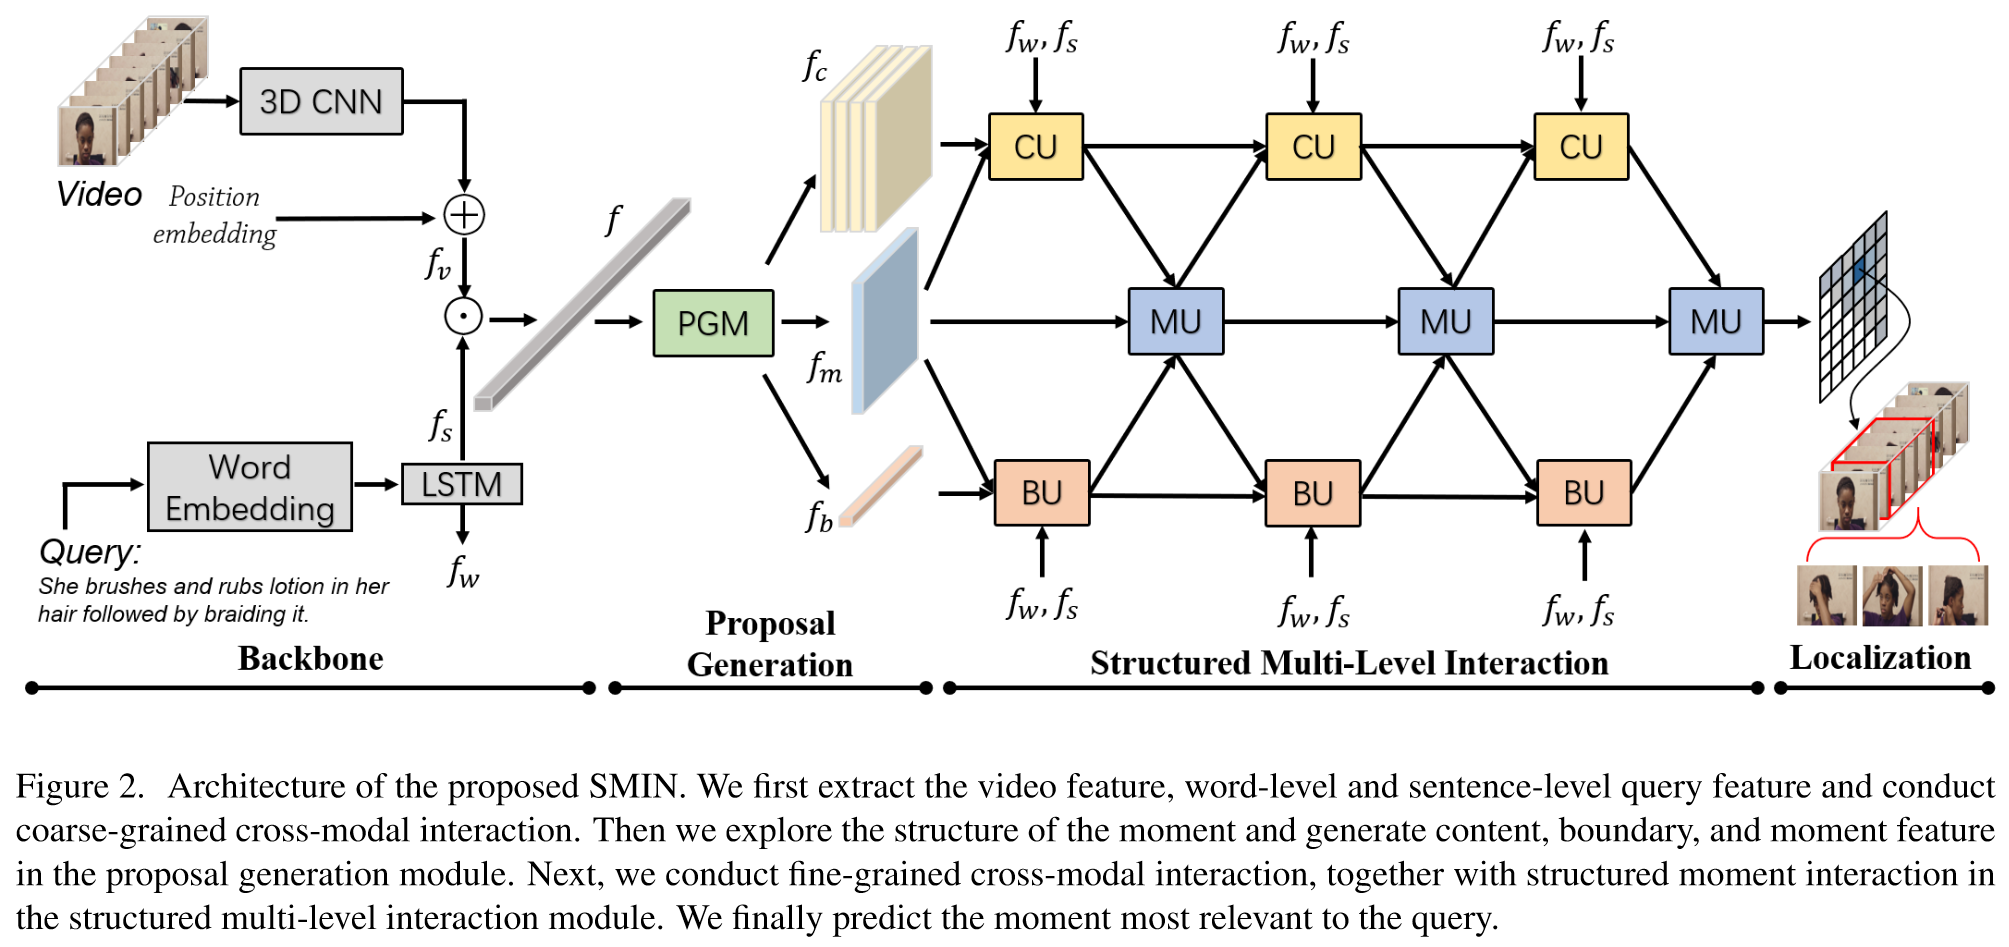 Video
3D CNN
Position
embedding
f_v
f_s
Word
Embedding
LSTM
f_w
Query:
She brushes and rubs lotion in her
hair followed by braiding it.
Backbone
f
PGM
f_c
f_m
f_b
Proposal
Generation
f_w, f_s
f_w, f_s
f_w, f_s
CU
CU
CU
MU
MU
MU
BU
BU
BU
f_w, f_s
f_w, f_s
f_w, f_s
Structured Multi-Level Interaction
Localization
Figure 2. Architecture of the proposed SMIN. We first extract the video feature, word-level and sentence-level query feature and conduct
coarse-grained cross-modal interaction. Then we explore the structure of the moment and generate content, boundary, and moment feature
in the proposal generation module. Next, we conduct fine-grained cross-modal interaction, together with structured moment interaction in
the structured multi-level interaction module. We finally predict the moment most relevant to the query.